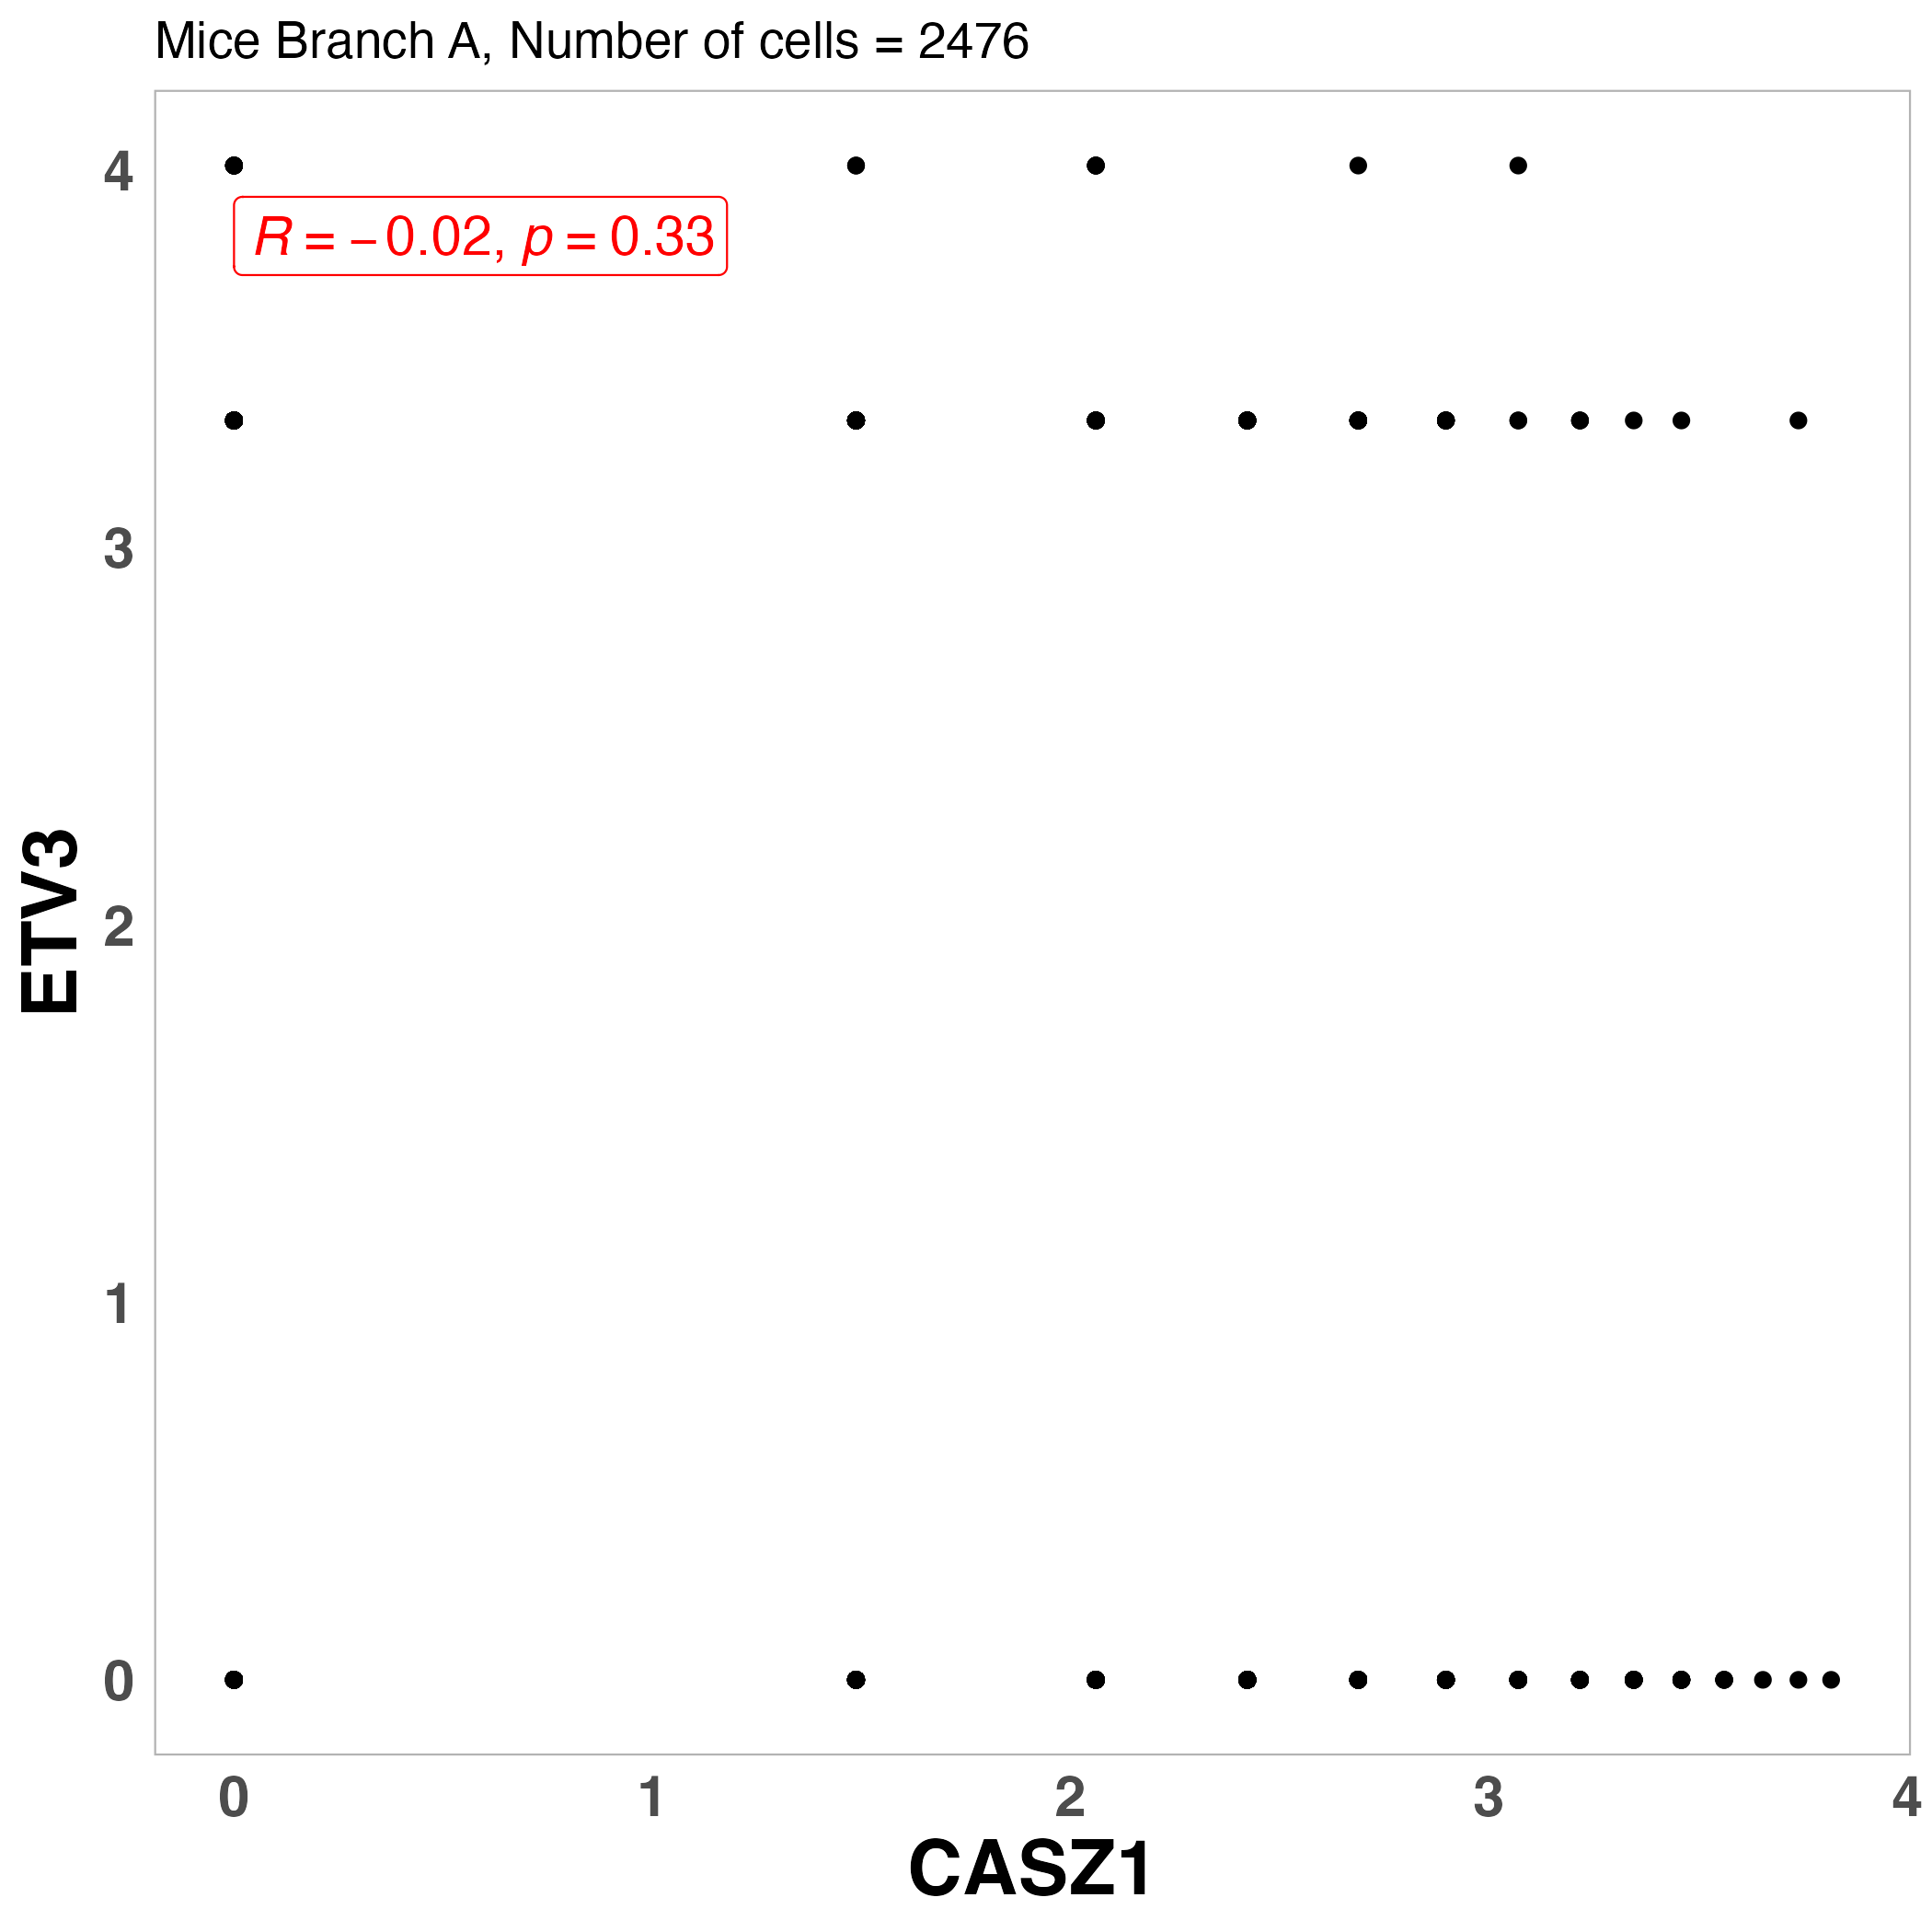 Mice Branch A, Number of cells = 2476
4
R = −0.02, p = 0.33
3
ETV3
2
1
0
0 1 2 3 4
CASZ1